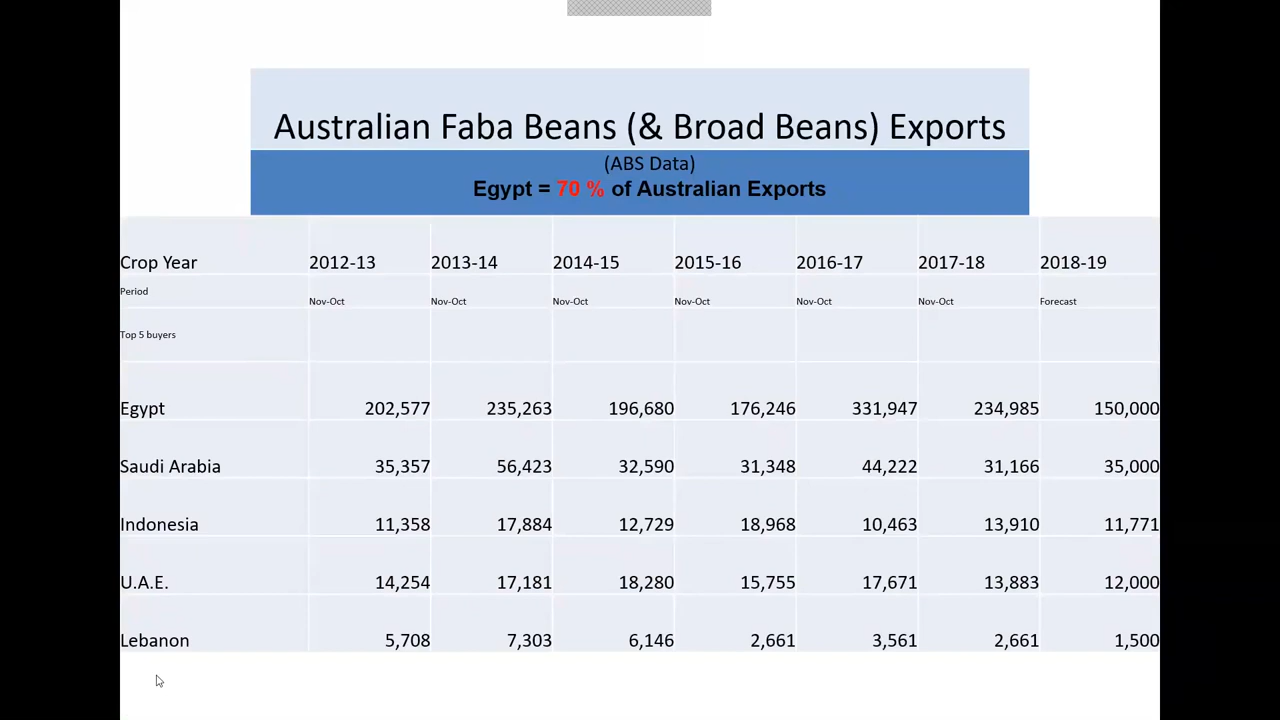 Australian Faba Beans (& Broad Beans) Exports
(ABS Data)
Egypt = 70 % of Australian Exports
Crop Year 2012-13 2013-14 2014-15 2015-16 2016-17 2017-18 2018-19
Period Nov-Oct Nov-Oct Nov-Oct Nov-Oct Nov-Oct Nov-Oct Forecast
Top 5 buyers
Egypt 202,577 235,263 196,680 176,246 331,947 234,985 150,000
Saudi Arabia 35,357 56,423 32,590 31,348 44,222 31,166 35,000
Indonesia 11,358 17,884 12,729 18,968 10,463 13,910 11,771
U.A.E. 14,254 17,181 18,280 15,755 17,671 13,883 12,000
Lebanon 5,708 7,303 6,146 2,661 3,561 2,661 1,500